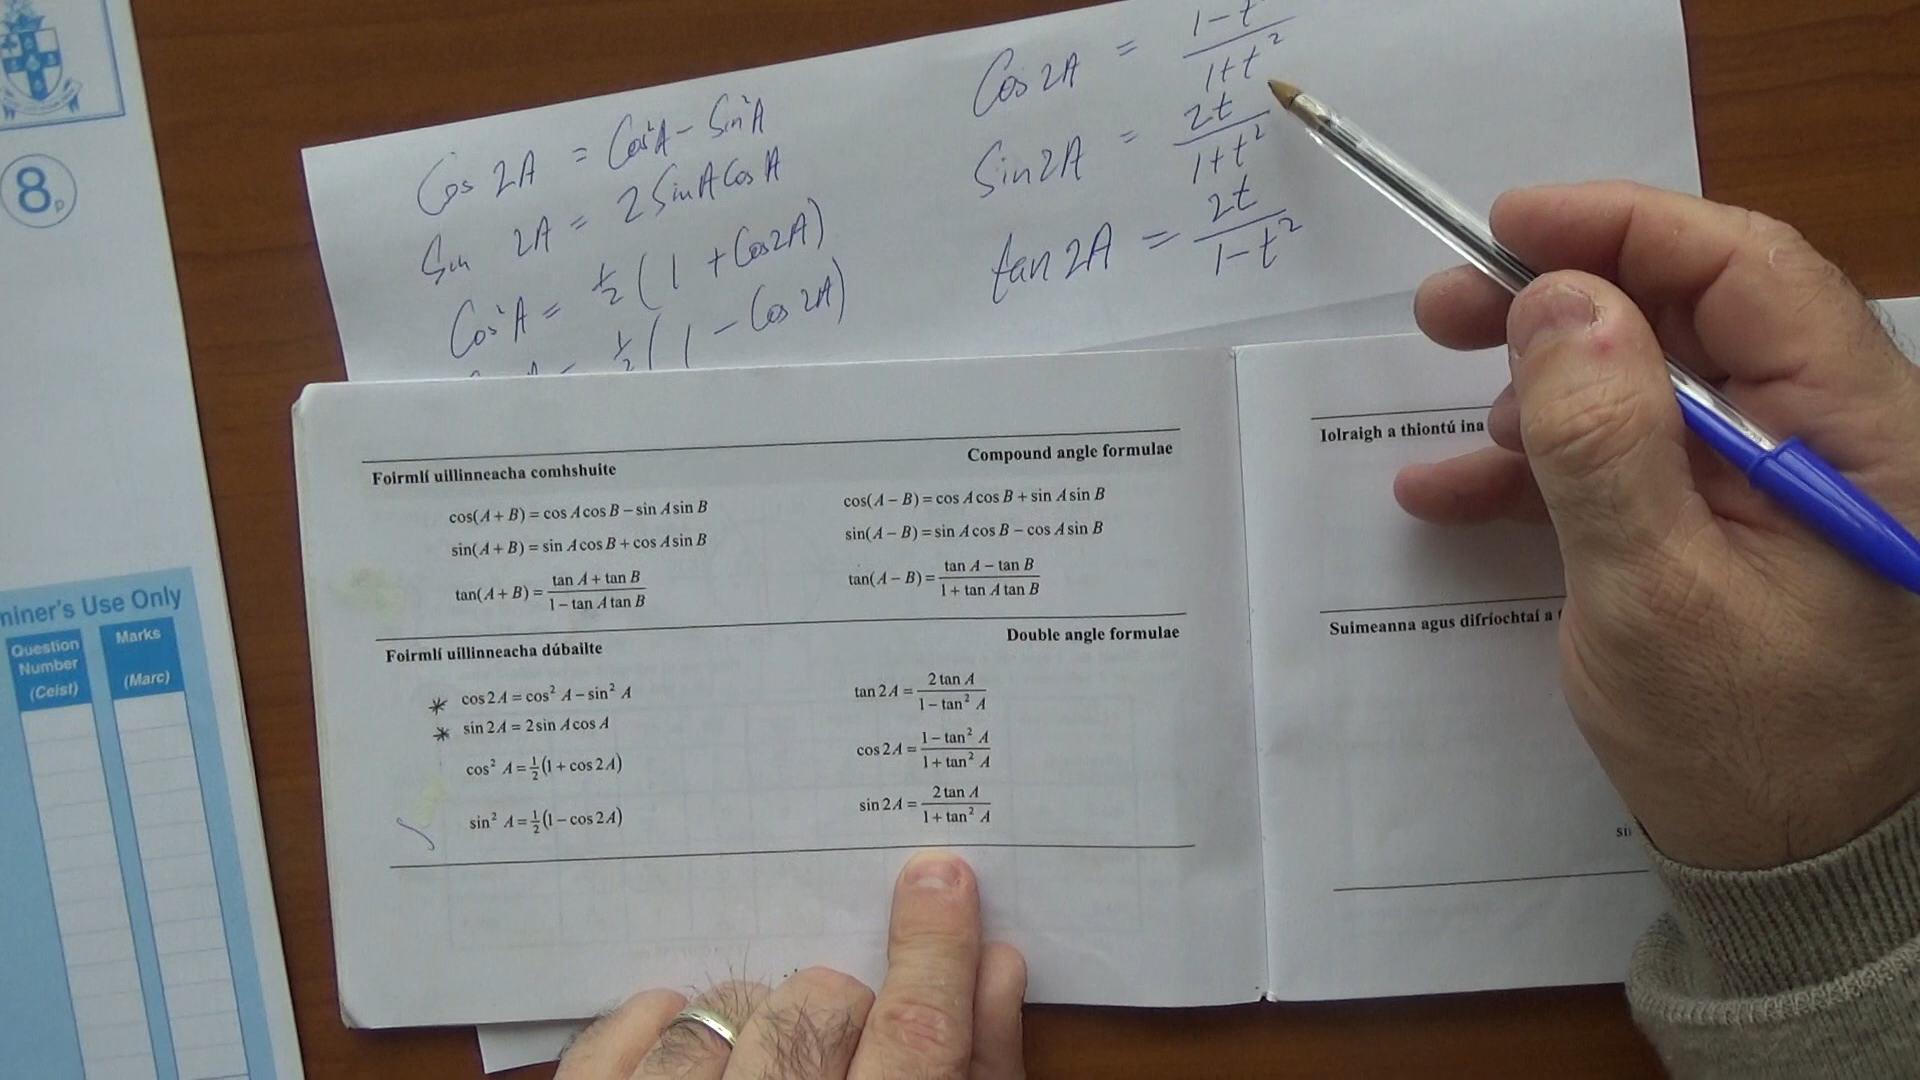 Cos 2A = Cos²A - Sin²A
Sin 2A = 2 Sin A Cos A
Cos²A = ½ (1 + Cos 2A)
½ (1 - Cos 2A)
Cos 2A = 1-t² / 1+t²
Sin 2A = 2t / 1+t²
tan 2A = 2t / 1-t²
8p
Foirmlí uillinneacha comhshuite Compound angle formulae
cos(A + B) = cos A cos B − sin A sin B
sin(A + B) = sin A cos B + cos A sin B
tan(A + B) = tan A + tan B / 1 − tan A tan B
cos(A − B) = cos A cos B + sin A sin B
sin(A − B) = sin A cos B − cos A sin B
tan(A − B) = tan A − tan B / 1 + tan A tan B
Foirmlí uillinneacha dúbailte Double angle formulae
* cos 2A = cos² A − sin² A
* sin 2A = 2 sin A cos A
cos² A = ½(1 + cos 2A)
sin² A = ½(1 − cos 2A)
tan 2A = 2 tan A / 1 − tan² A
cos 2A = 1 − tan² A / 1 + tan² A
sin 2A = 2 tan A / 1 + tan² A
Iolraigh a thiontú ina
Suimeanna agus difríochtaí a
miner's Use Only
Question Number (Ceist)
Marks (Marc)